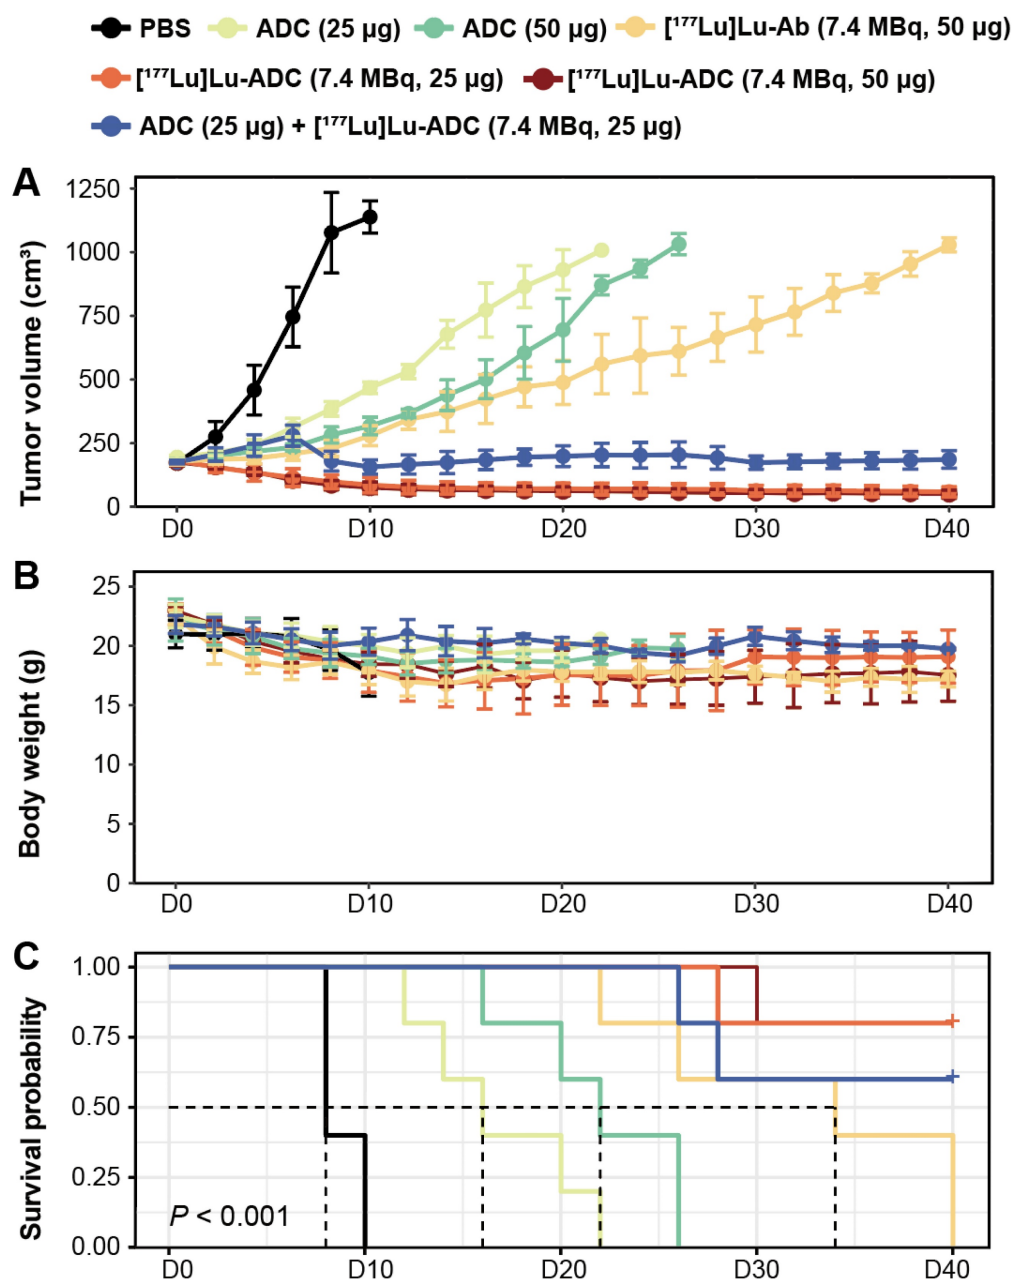 PBS ADC (25 µg) ADC (50 µg) [¹⁷⁷Lu]Lu-Ab (7.4 MBq, 50 µg)
[¹⁷⁷Lu]Lu-ADC (7.4 MBq, 25 µg) [¹⁷⁷Lu]Lu-ADC (7.4 MBq, 50 µg)
ADC (25 µg) + [¹⁷⁷Lu]Lu-ADC (7.4 MBq, 25 µg)
A
Tumor volume (cm³)
1250
1000
750
500
250
0
D0 D10 D20 D30 D40
B
Body weight (g)
25
20
15
10
5
0
D0 D10 D20 D30 D40
C
Survival probability
1.00
0.75
0.50
0.25
0.00
P < 0.001
D0 D10 D20 D30 D40